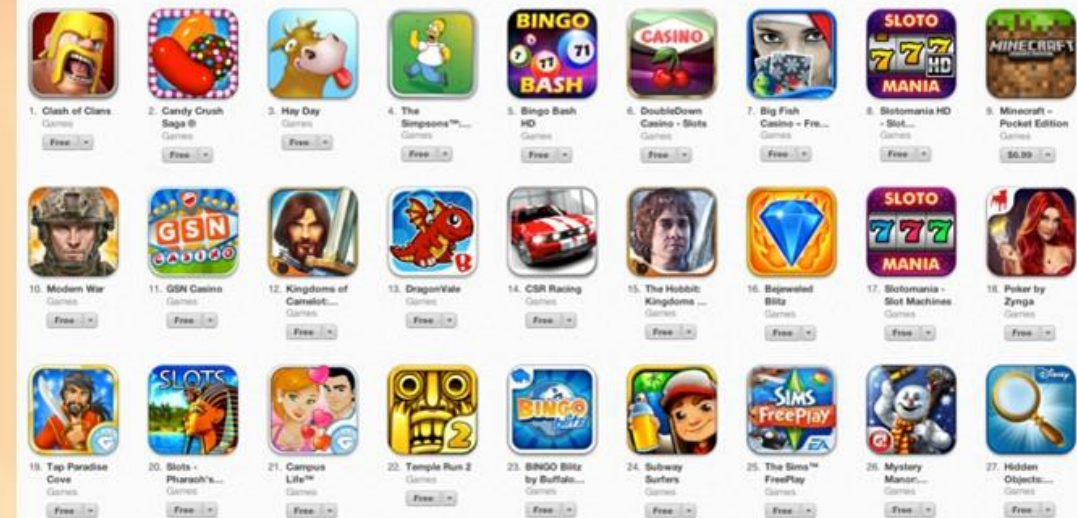 BINGO
7 77 71
BASH
CASINO
SLOTO
7 7 7
HD
MANIA
MINECRAFT
1. Clash of Clans
Games
Free
2. Candy Crush
Saga ®
Games
Free
3. Hay Day
Games
Free
4. The
Simpsons™:...
Games
Free
5. Bingo Bash
HD
Games
Free
6. DoubleDown
Casino - Slots
Games
Free
7. Big Fish
Casino – Fre...
Games
Free
8. Slotomania HD
- Slot...
Games
Free
9. Minecraft –
Pocket Edition
Games
$6.99
GSN
CASINO
SLOTO
777
MANIA
10. Modern War
Games
Free
11. GSN Casino
Games
Free
12. Kingdoms of
Camelot:...
Games
Free
13. DragonVale
Games
Free
14. CSR Racing
Games
Free
15. The Hobbit:
Kingdoms ...
Games
Free
16. Bejeweled
Blitz
Games
Free
17. Slotomania -
Slot Machines
Games
Free
18. Poker by
Zynga
Games
Free
SLOTS
2
BINGO
Blitz
THE
SIMS
FreePlay
EA
G!
Disney
19. Tap Paradise
Cove
Games
Free
20. Slots -
Pharaoh's...
Games
Free
21. Campus
Life™
Games
Free
22. Temple Run 2
Games
Free
23. BINGO Blitz
by Buffalo...
Games
Free
24. Subway
Surfers
Games
Free
25. The Sims™
FreePlay
Games
Free
26. Mystery
Manor:...
Games
Free
27. Hidden
Objects:...
Games
Free